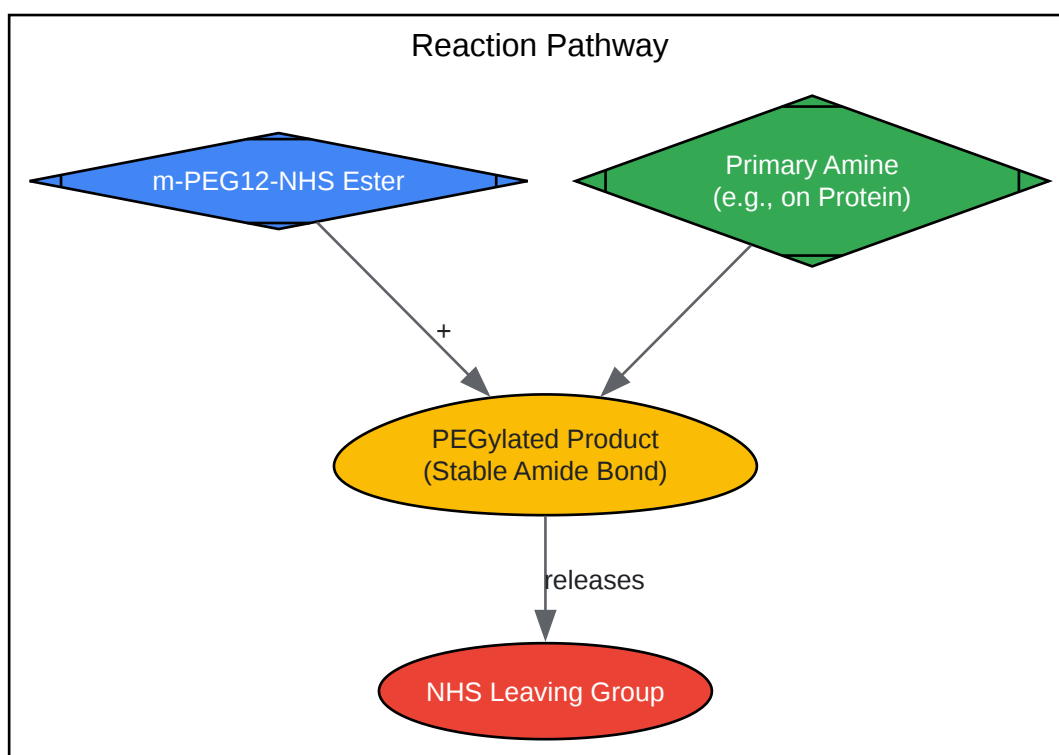 Reaction Pathway
m-PEG12-NHS Ester
Primary Amine
(e.g., on Protein)
+
PEGylated Product
(Stable Amide Bond)
releases
NHS Leaving Group